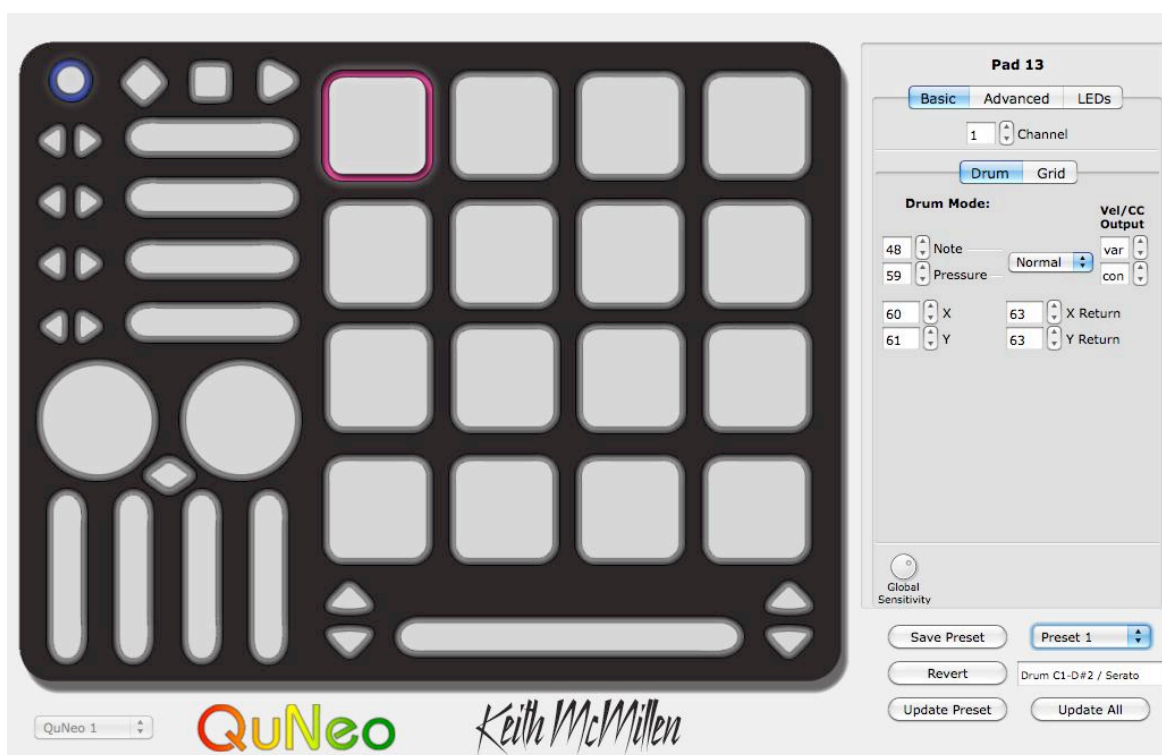 Pad 13
Basic Advanced LEDs
1 Channel
Drum Grid
Drum Mode:
Vel/CC
Output
48 Note Normal var
59 Pressure con
60 X 63 X Return
61 Y 63 Y Return
Global
Sensitivity
Save Preset Preset 1
Revert Drum C1-D#2 / Serato
Update Preset Update All
QuNeo 1 QuNeo Keith McMillen